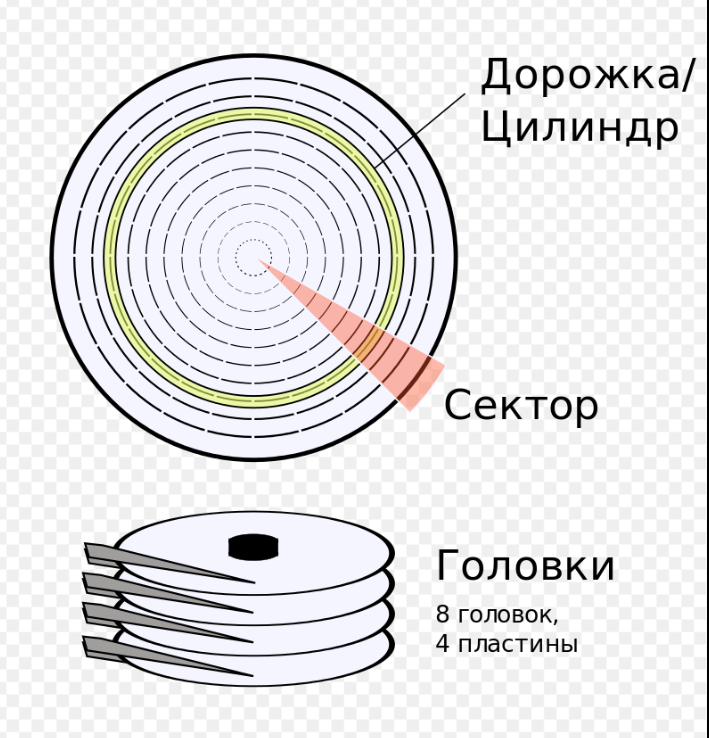 Дорожка/
Цилиндр
Сектор
Головки
8 головок,
4 пластины